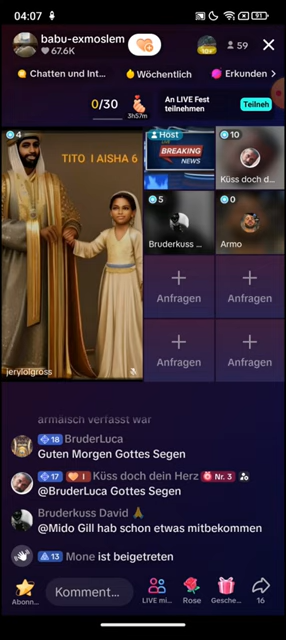 04:07
91
babu-exmoslem
67.6K
59
Chatten und Int...
Wöchentlich
Erkunden
0/30
3h57m
An LIVE Fest
teilnehmen
Teilneh
4
TITO I AISHA 6
jerylolgross
Host
BREAKING
NEWS
10
Küss doch d...
5
Bruderkuss ...
0
Armo
Anfragen
Anfragen
Anfragen
Anfragen
armäisch verfasst war
18 BruderLuca
Guten Morgen Gottes Segen
17 I Küss dein Herz Nr. 3
@BruderLuca Gottes Segen
Bruderkuss David
@Mido Gill hab schon etwas mitbekommen
13 Mone ist beigetreten
Abonn...
Komment...
LIVE mi...
Rose
Gesche...
16